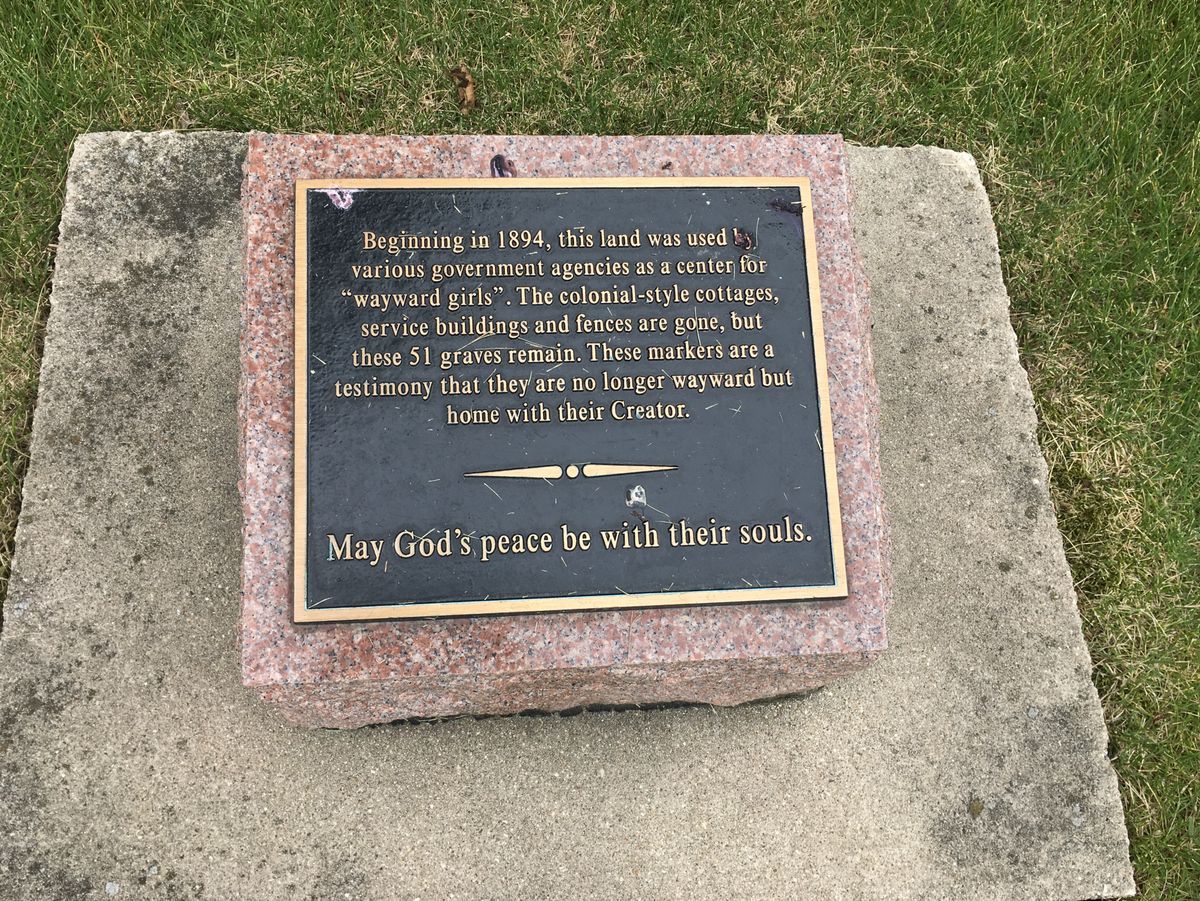 Beginning in 1894, this land was used by
various government agencies as a center for
“wayward girls”. The colonial-style cottages,
service buildings and fences are gone, but
these 51 graves remain. These markers are a
testimony that they are no longer wayward but
home with their Creator.
May God’s peace be with their souls.